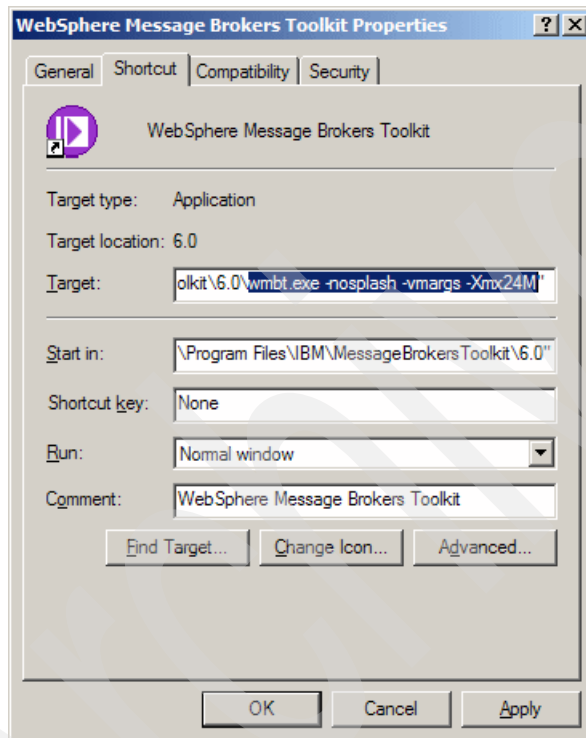 WebSphere Message Brokers Toolkit Properties
General Shortcut Compatibility Security
WebSphere Message Brokers Toolkit
Target type: Application
Target location: 6.0
Target: olkit\6.0\wmbt.exe -nosplash -vmargs -Xmx24M"
Start in: \Program Files\IBM\MessageBrokersToolkit\6.0"
Shortcut key: None
Run: Normal window
Comment: WebSphere Message Brokers Toolkit
Find Target... Change Icon... Advanced...
OK Cancel Apply